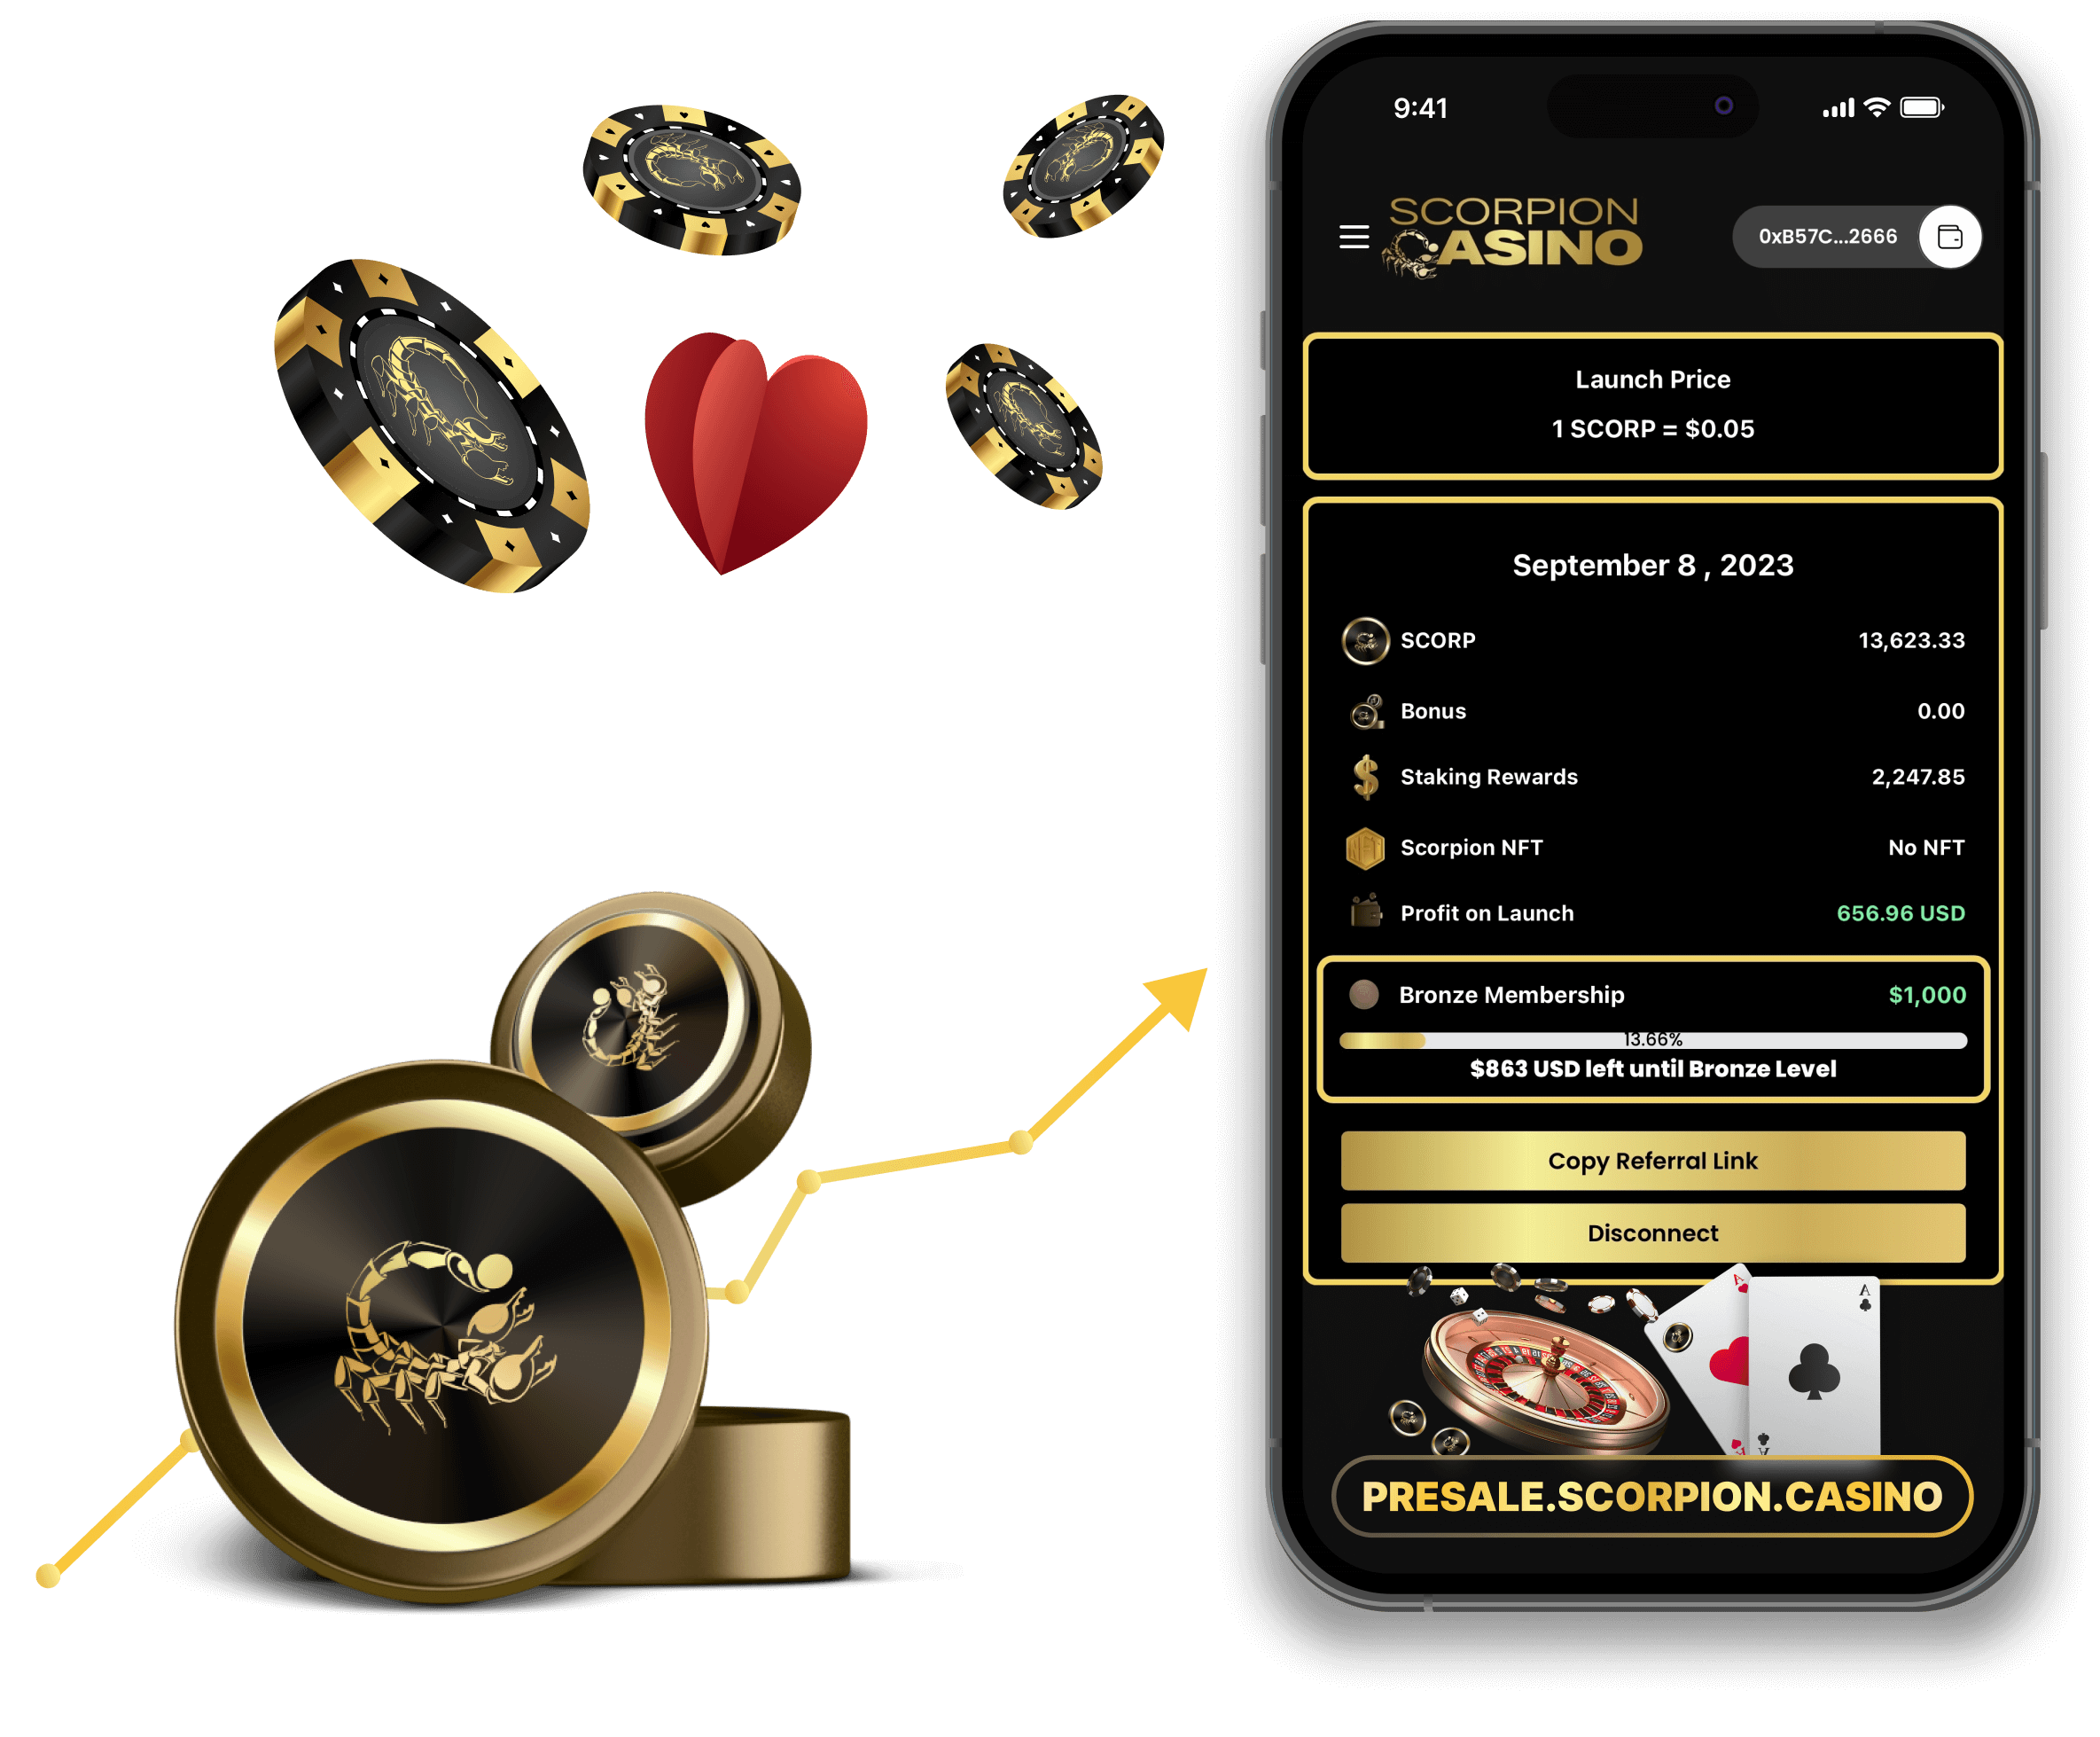 9:41
SCORPION
CASINO
0xB57C...2666
Launch Price
1 SCORP = $0.05
September 8 , 2023
SCORP 13,623.33
Bonus 0.00
Staking Rewards 2,247.85
Scorpion NFT No NFT
Profit on Launch 656.96 USD
Bronze Membership $1,000
13.66%
$863 USD left until Bronze Level
Copy Referral Link
Disconnect
A
A
A
A
PRESALE.SCORPION.CASINO